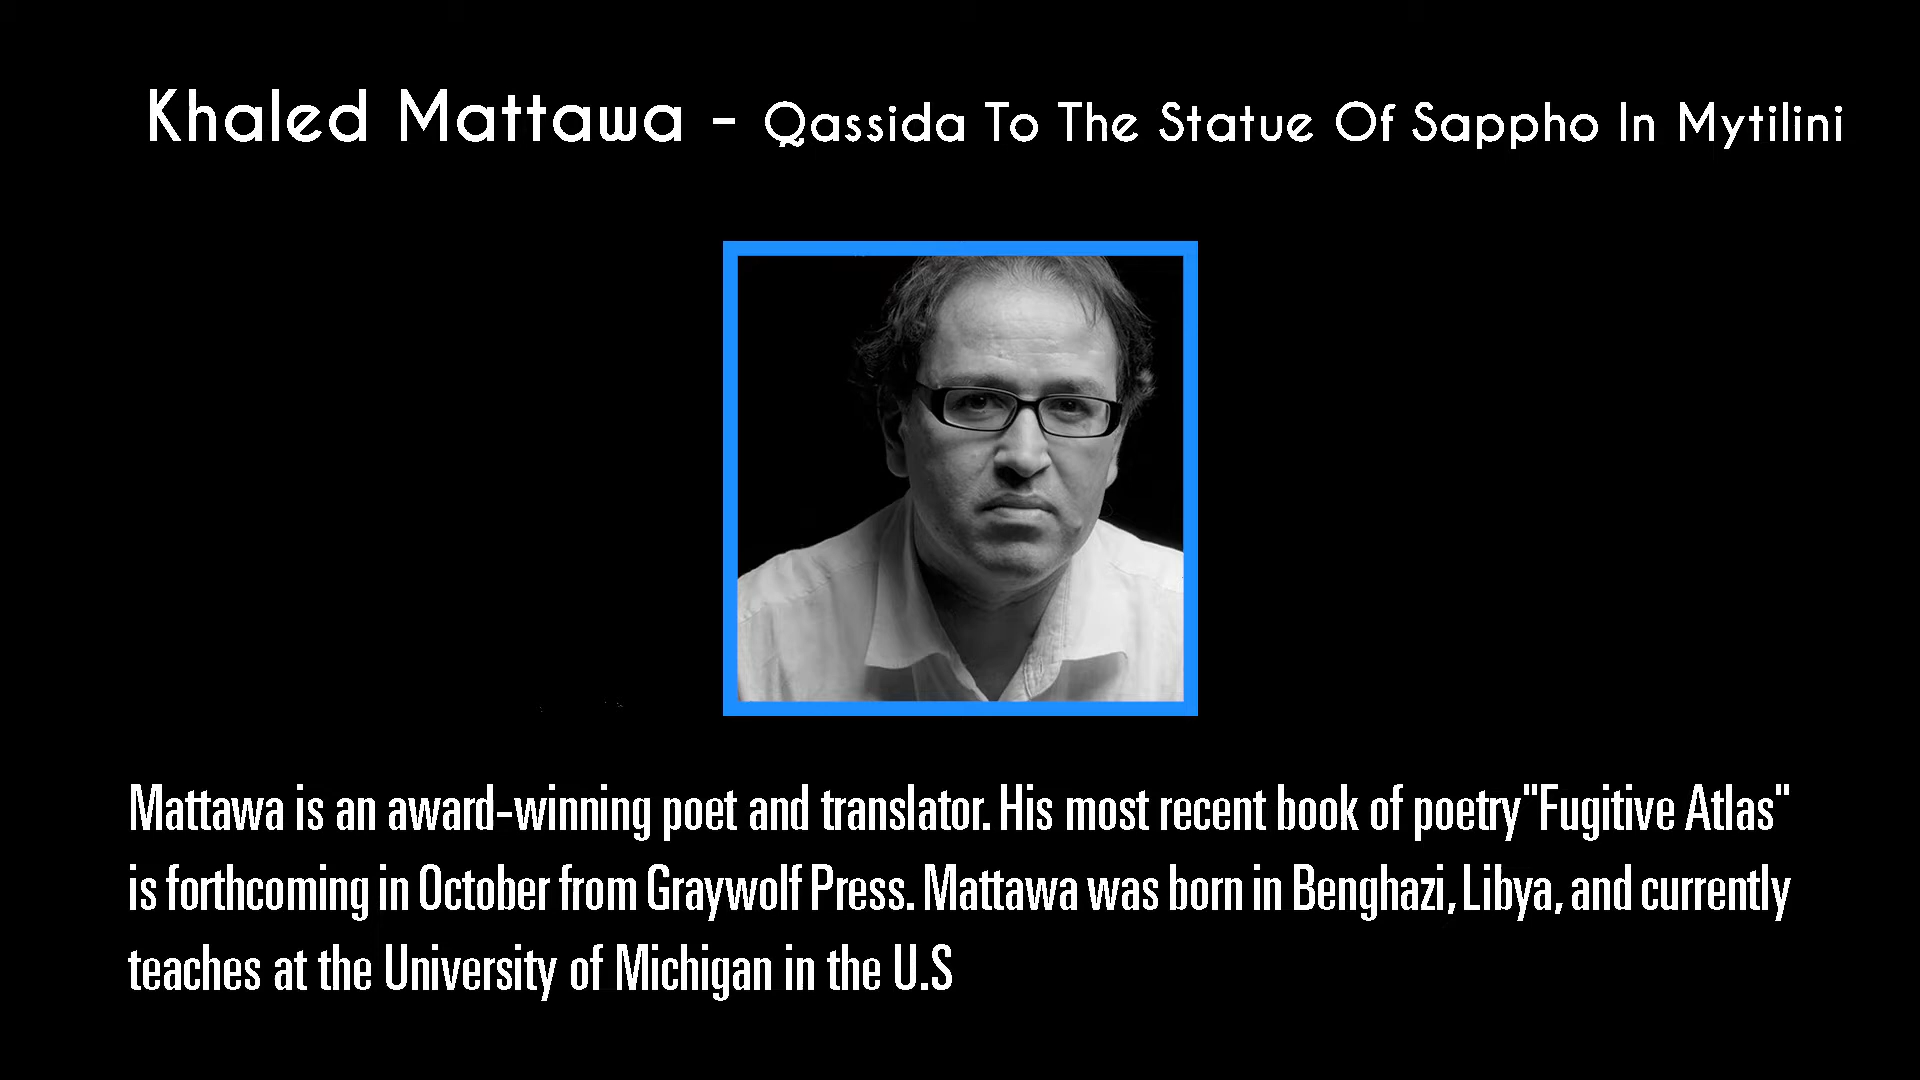 Khaled Mattawa - Qassida To The Statue Of Sappho In Mytilini
Mattawa is an award-winning poet and translator. His most recent book of poetry"Fugitive Atlas"
is forthcoming in October from Graywolf Press. Mattawa was born in Benghazi, Libya, and currently
teaches at the University of Michigan in the U.S